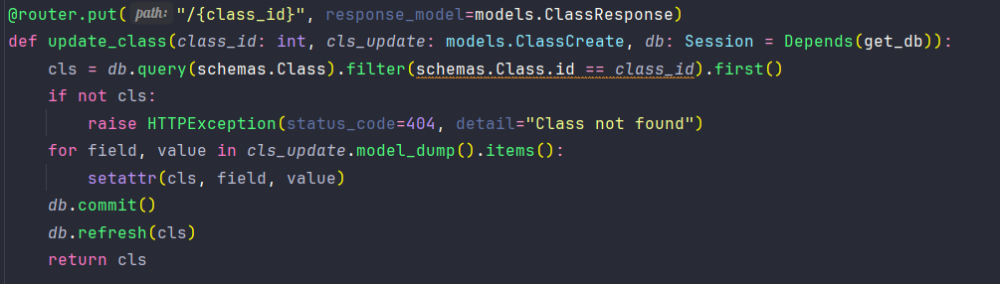 @router.put( path: "/{class_id}", response_model=models.ClassResponse)
def update_class(class_id: int, cls_update: models.ClassCreate, db: Session = Depends(get_db)):
    cls = db.query(schemas.Class).filter(schemas.Class.id == class_id).first()
    if not cls:
        raise HTTPException(status_code=404, detail="Class not found")
    for field, value in cls_update.model_dump().items():
        setattr(cls, field, value)
    db.commit()
    db.refresh(cls)
    return cls